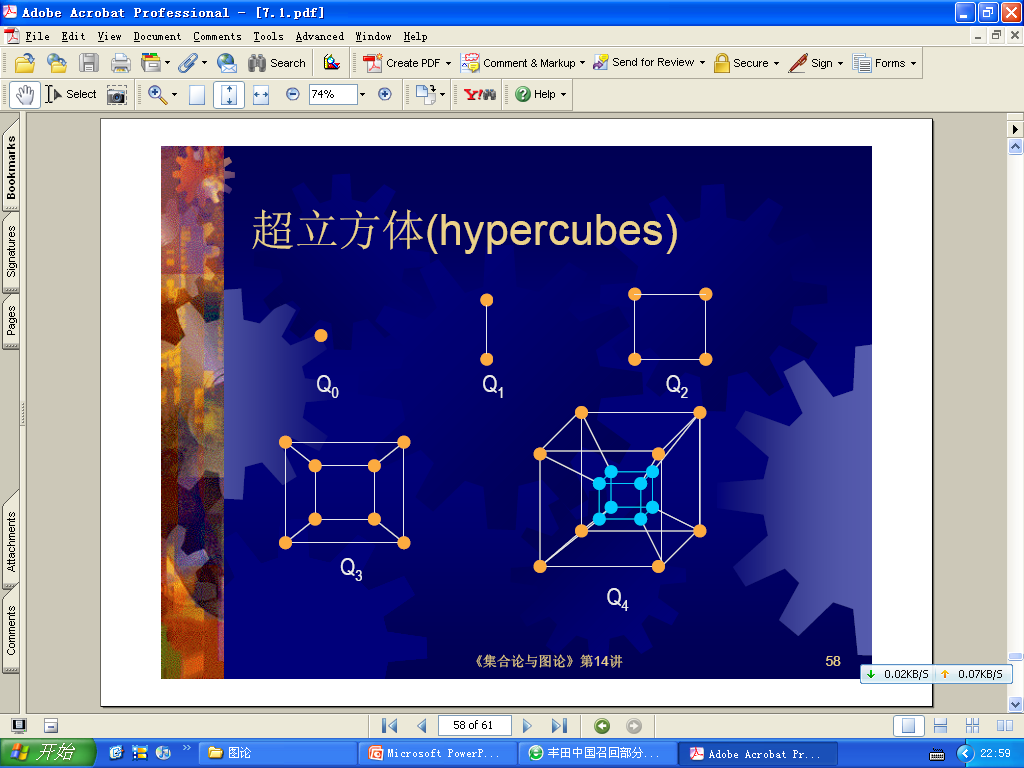 Adobe Acrobat Professional - [7.1.pdf]
File Edit View Document Comments Tools Advanced Window Help
Search Create PDF Comment & Markup Send for Review Secure Sign Forms
Select 74% Y! Help
Bookmarks
Signatures
Pages
Attachments
Comments
超立方体(hypercubes)
Q0 Q1 Q2
Q3
Q4
《集合论与图论》第14讲 58
0.02KB/S 0.07KB/S
58 of 61
开始 图论 Microsoft PowerP... 丰田中国召回部分... Adobe Acrobat Pr... 22:59